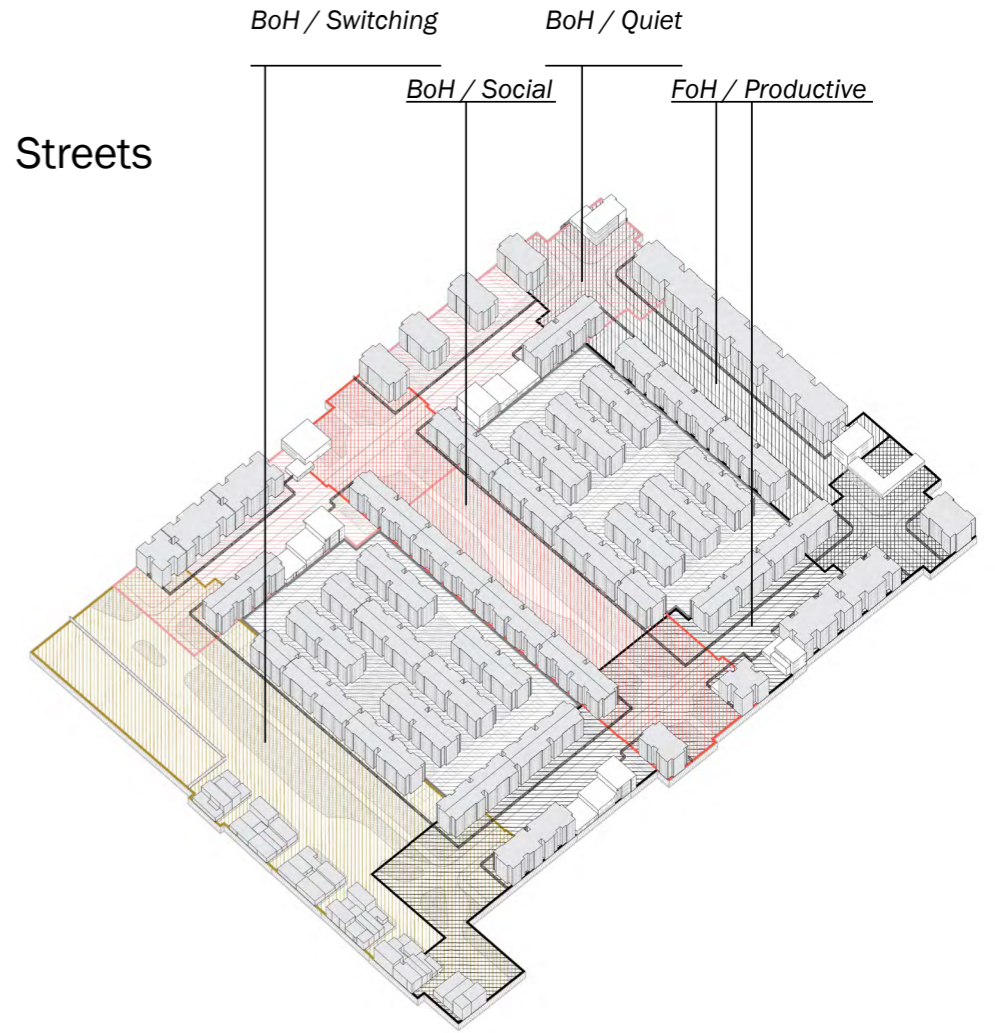 BoH / Switching
BoH / Quiet
BoH / Social
FoH / Productive
Streets